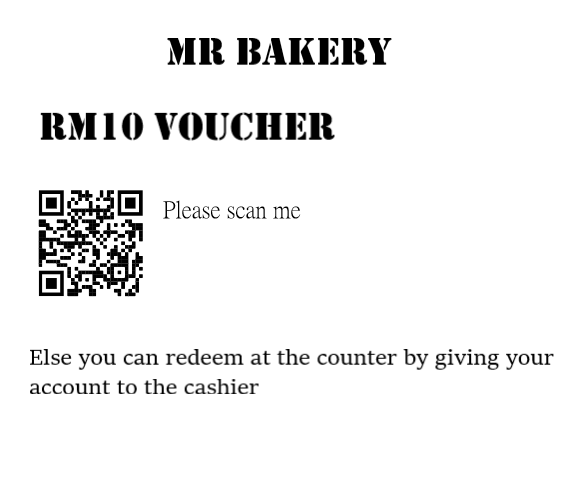 MR BAKERY
RM10 VOUCHER
Please scan me
Else you can redeem at the counter by giving your
account to the cashier